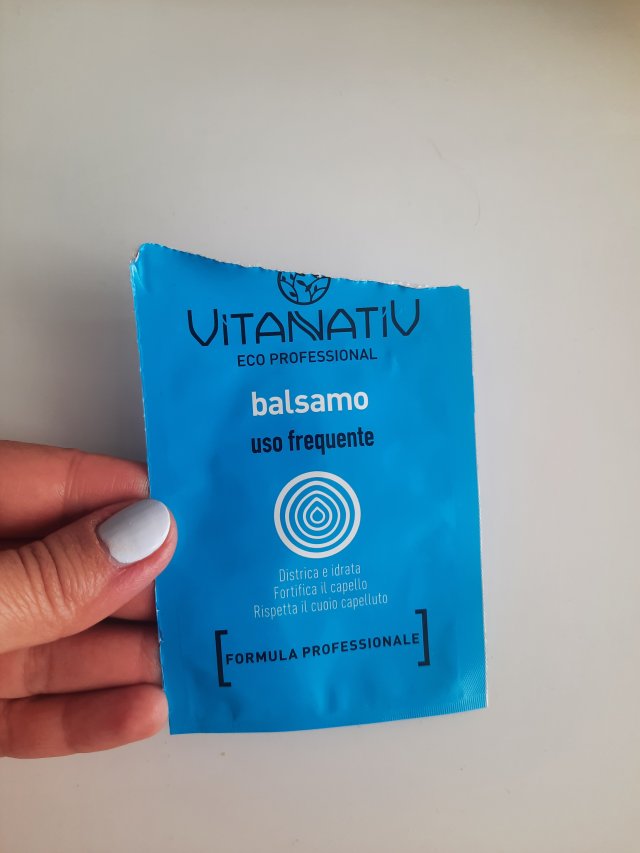 VITANATIV
ECO PROFESSIONAL
balsamo
uso frequente
Districa e idrata
Fortifica il capello
Rispetta il cuoio capelluto
[FORMULA PROFESSIONALE]